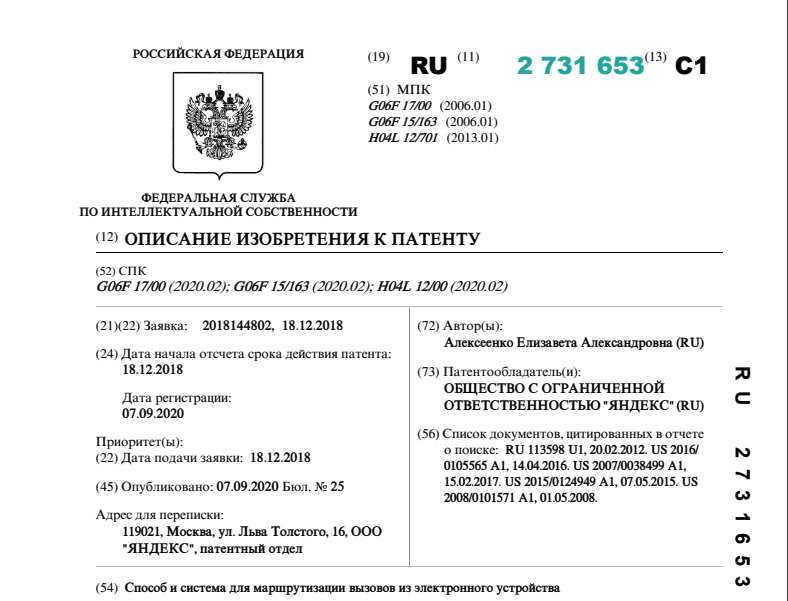 РОССИЙСКАЯ ФЕДЕРАЦИЯ
ФЕДЕРАЛЬНАЯ СЛУЖБА
ПО ИНТЕЛЛЕКТУАЛЬНОЙ СОБСТВЕННОСТИ
(19) RU (11) 2 731 653 (13) C1
(51) МПК
G06F 17/00 (2006.01)
G06F 15/163 (2006.01)
H04L 12/701 (2013.01)
(12) ОПИСАНИЕ ИЗОБРЕТЕНИЯ К ПАТЕНТУ
(52) СПК
G06F 17/00 (2020.02); G06F 15/163 (2020.02); H04L 12/00 (2020.02)
(21)(22) Заявка: 2018144802, 18.12.2018
(24) Дата начала отсчета срока действия патента:
18.12.2018
Дата регистрации:
07.09.2020
Приоритет(ы):
(22) Дата подачи заявки: 18.12.2018
(45) Опубликовано: 07.09.2020 Бюл. № 25
Адрес для переписки:
119021, Москва, ул. Льва Толстого, 16, ООО
"ЯНДЕКС", патентный отдел
(72) Автор(ы):
Алексеенко Елизавета Александровна (RU)
(73) Патентообладатель(и):
ОБЩЕСТВО С ОГРАНИЧЕННОЙ
ОТВЕТСТВЕННОСТЬЮ "ЯНДЕКС" (RU)
(56) Список документов, цитированных в отчете
о поиске: RU 113598 U1, 20.02.2012. US 2016/
0105565 A1, 14.04.2016. US 2007/0038499 A1,
15.02.2017. US 2015/0124949 A1, 07.05.2015. US
2008/0101571 A1, 01.05.2008.
(54) Способ и система для маршрутизации вызовов из электронного устройства
RU 2731653